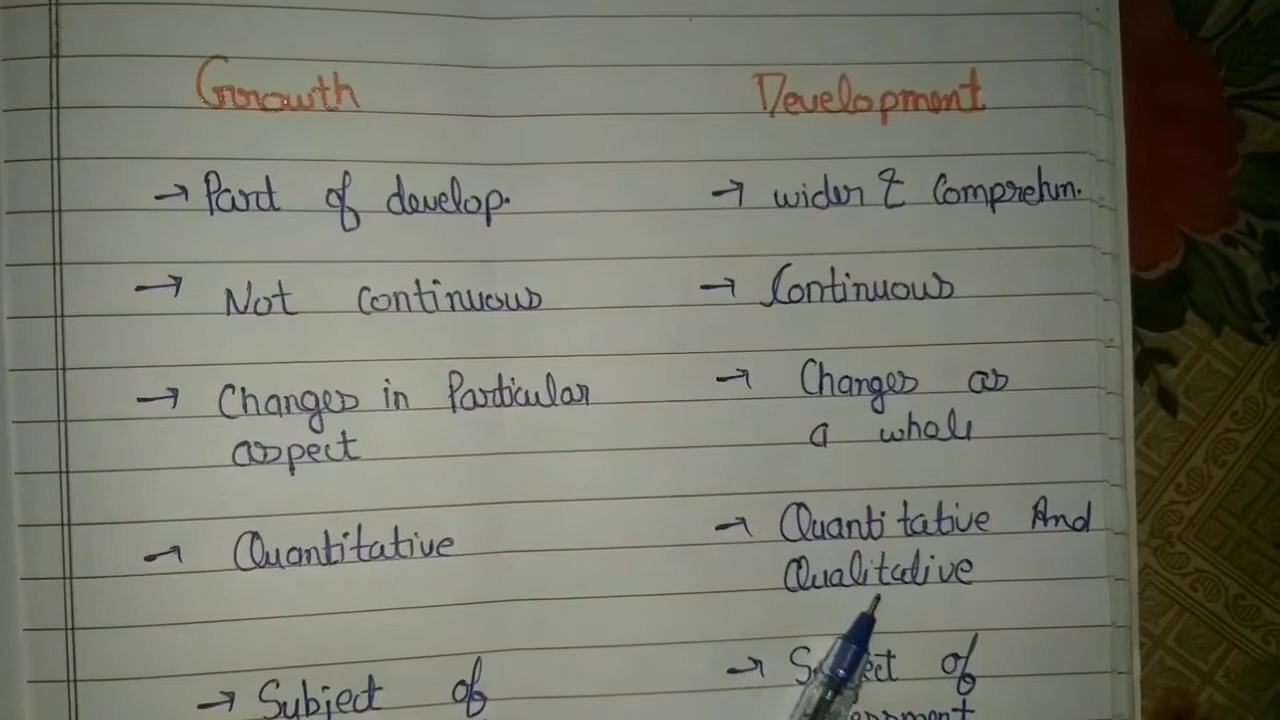 Growth Development
→ Part of develop. → wider & Comprehn.
→ Not continuous → Continuous
→ Changes in Particular → Changes as
aspect a whole
→ Quantitative → Quantitative And
Qualitative
→ Subject of → of